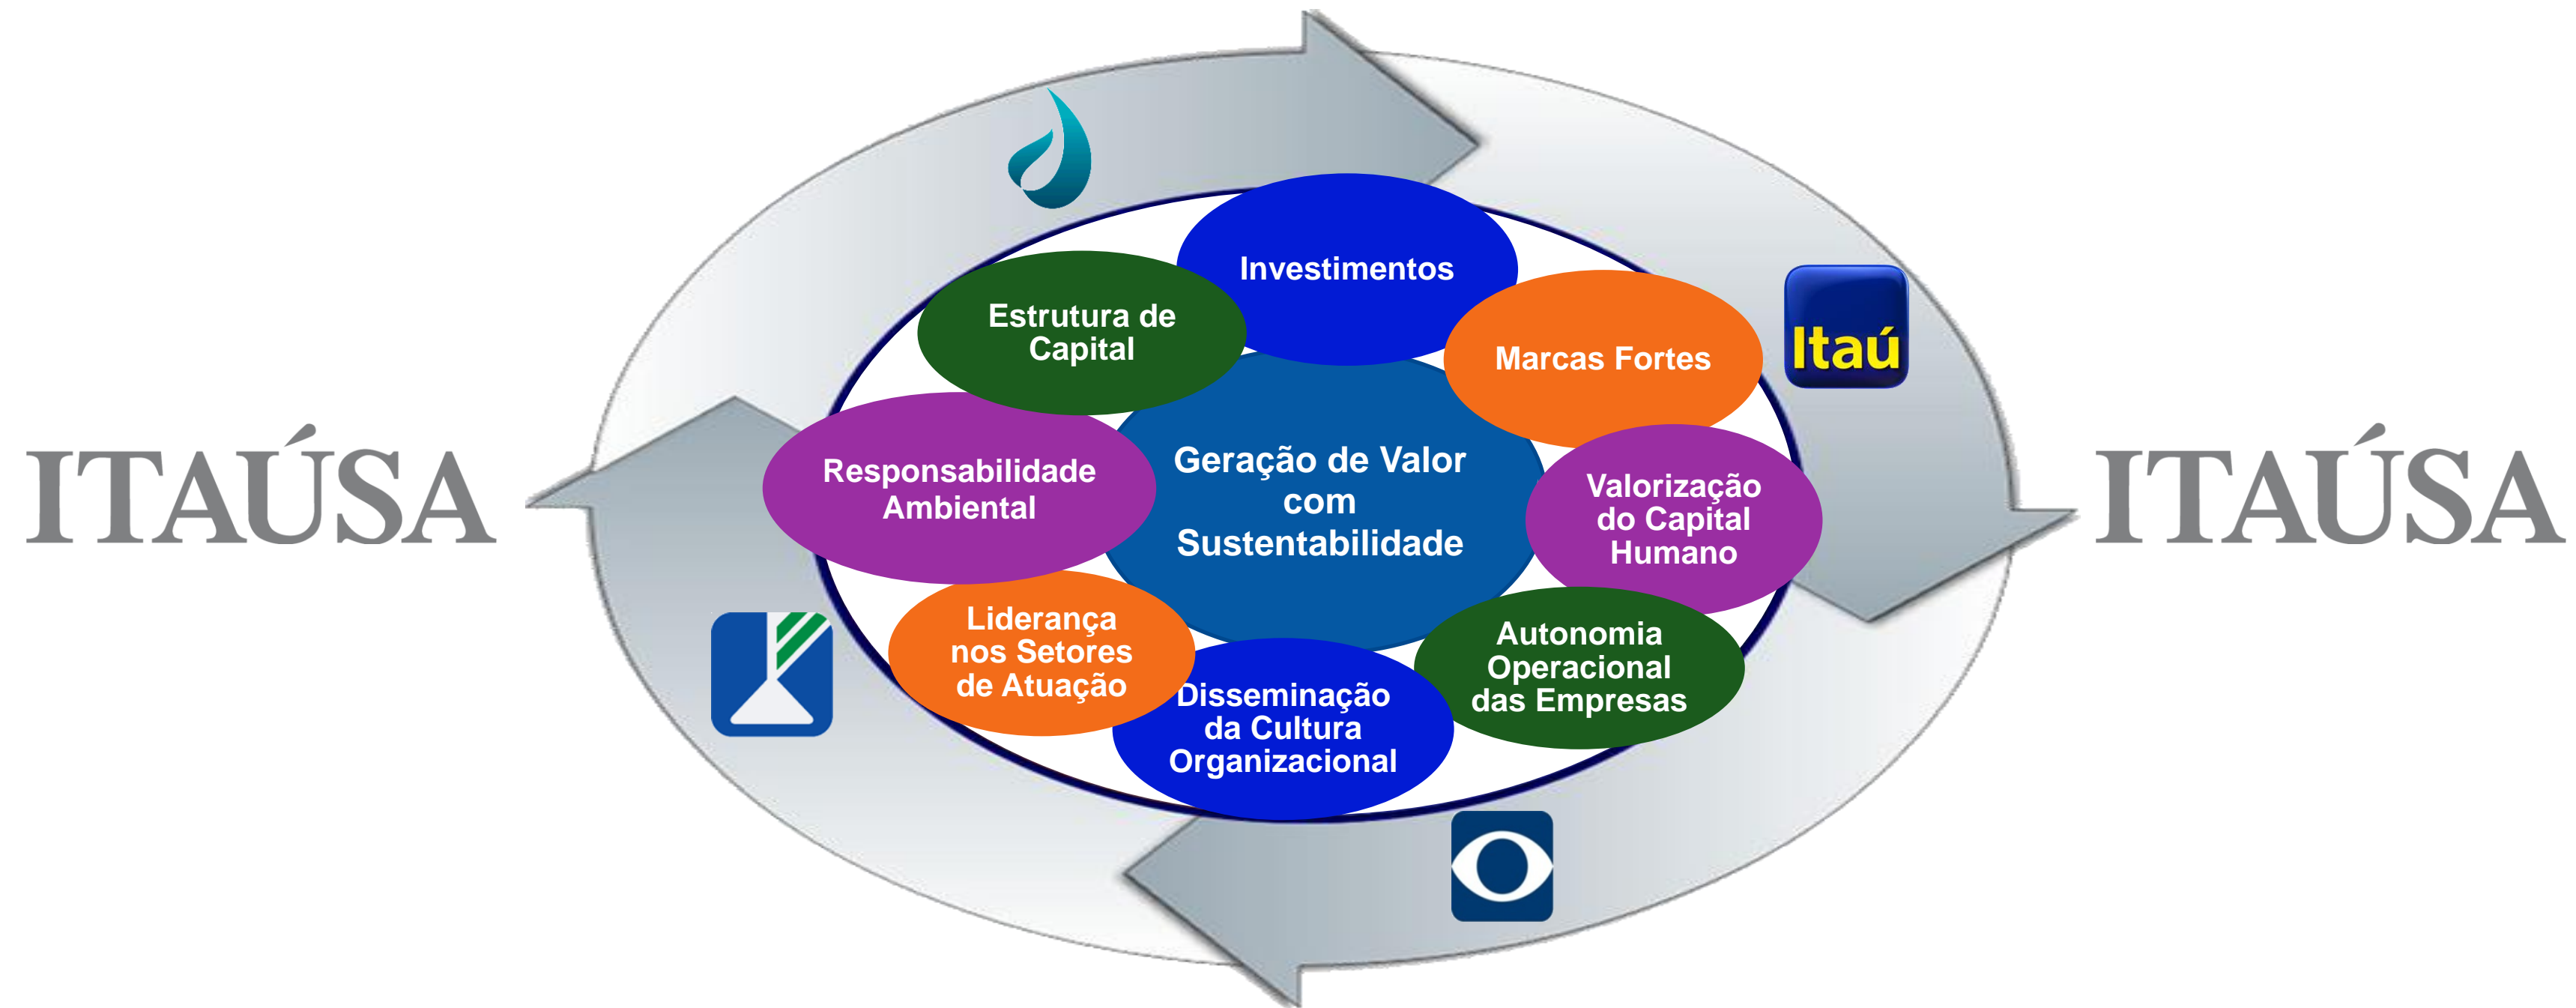 ITAÚSA
Investimentos
Estrutura de
Capital
Marcas Fortes
Itaú
Responsabilidade
Ambiental
Geração de Valor
com
Sustentabilidade
Valorização
do Capital
Humano
Liderança
nos Setores
de Atuação
Disseminação
da Cultura
Organizacional
Autonomia
Operacional
das Empresas
ITAÚSA